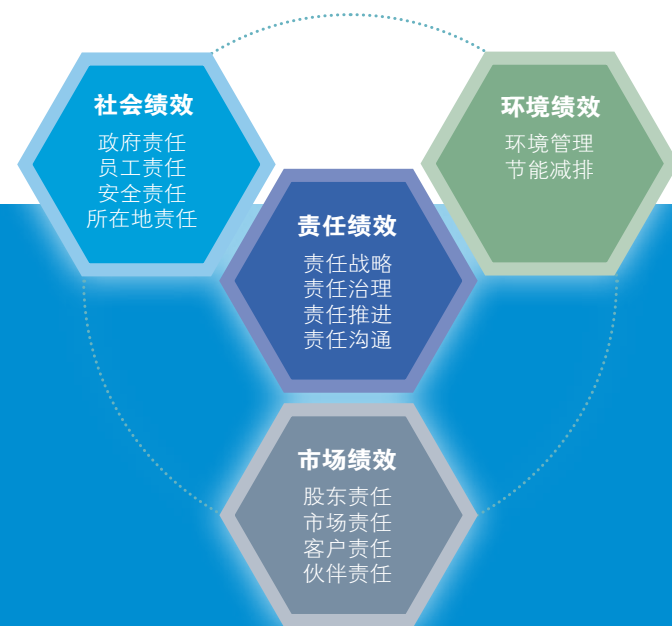 社会绩效
政府责任
员工责任
安全责任
所在地责任
环境绩效
环境管理
节能减排
责任绩效
责任战略
责任治理
责任推进
责任沟通
市场绩效
股东责任
市场责任
客户责任
伙伴责任